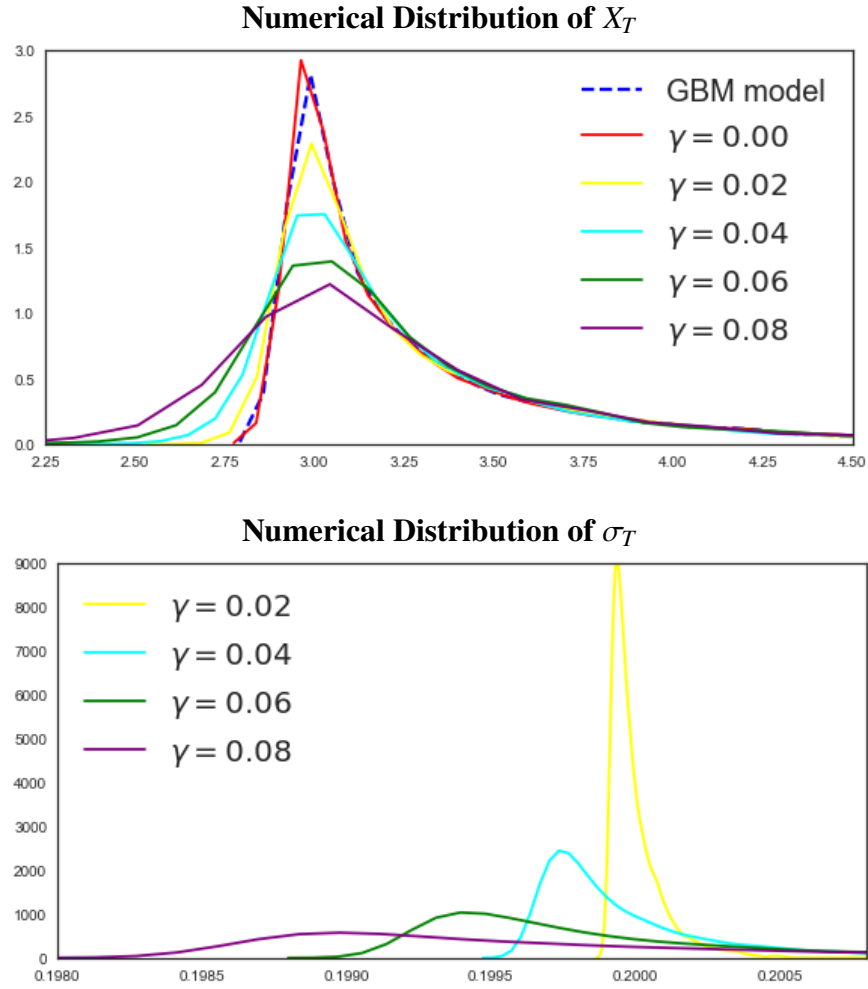 Numerical Distribution of X_T
3.0
2.5
2.0
1.5
1.0
0.5
0.0
2.25 2.50 2.75 3.00 3.25 3.50 3.75 4.00 4.25 4.50
GBM model
γ = 0.00
γ = 0.02
γ = 0.04
γ = 0.06
γ = 0.08
Numerical Distribution of σ_T
9000
8000
7000
6000
5000
4000
3000
2000
1000
0
0.1980 0.1985 0.1990 0.1995 0.2000 0.2005
γ = 0.02
γ = 0.04
γ = 0.06
γ = 0.08